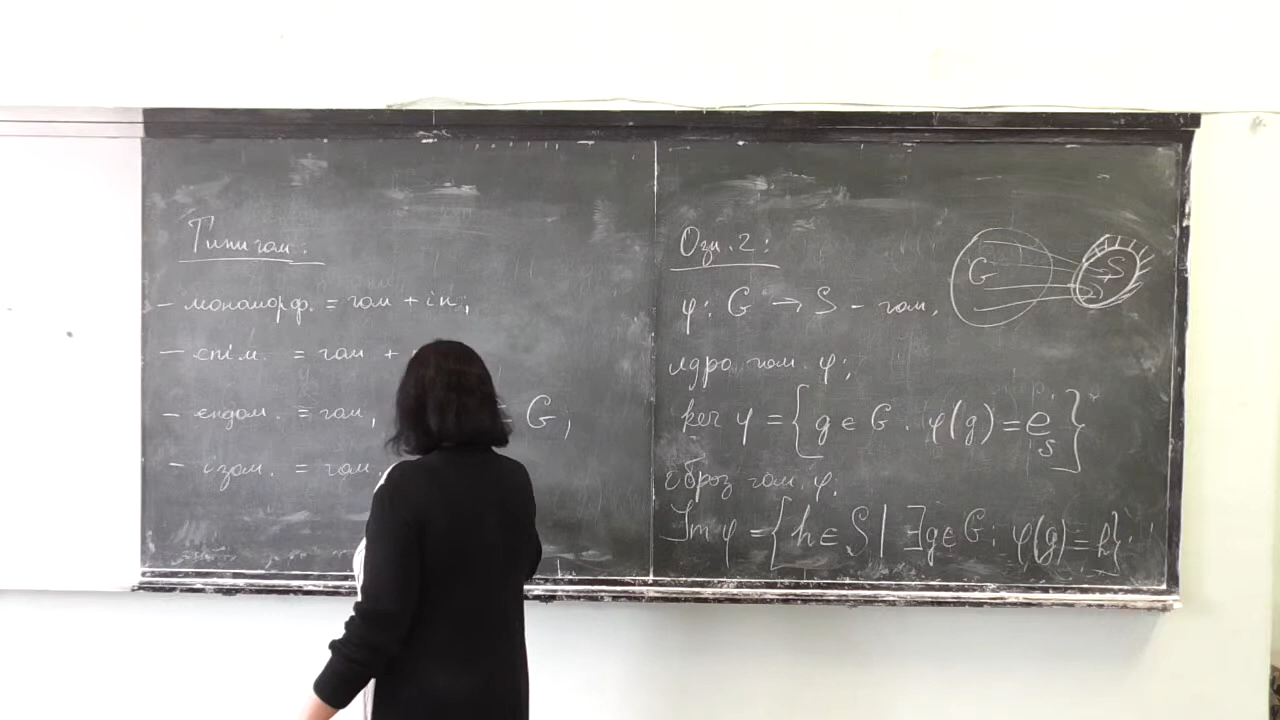 Типи гом.:
– мономорф. = гом + ін,
– епім. = гом +
– ендом. = гом, = G,
– ізом. = гом.
Озн. 2:
φ: G → S – гом.
G S
ядро гом. φ:
ker φ = { g ∈ G . φ(g) = e_S }
образ гом. φ.
Im φ = { h ∈ S | ∃g∈G: φ(g) = h }.